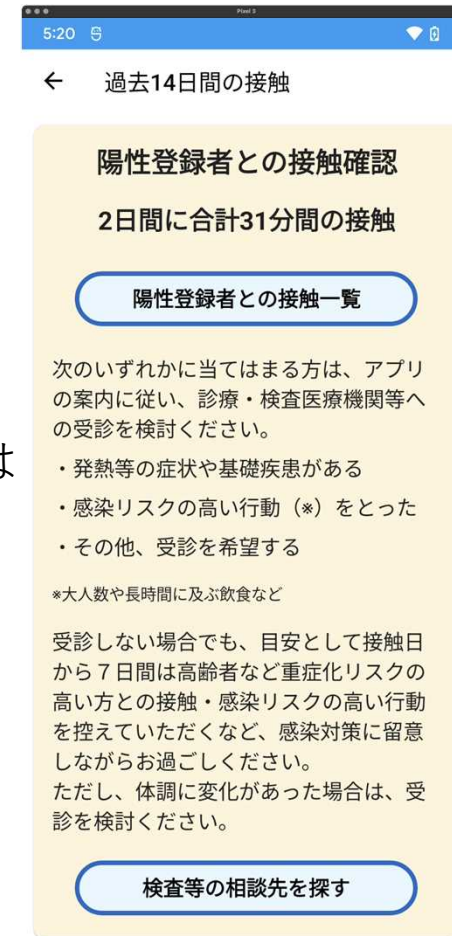 Pixel 3
5:20
過去14日間の接触
陽性登録者との接触確認
2日間に合計31分間の接触
陽性登録者との接触一覧
次のいずれかに当てはまる方は、アプリ
の案内に従い、診療・検査医療機関等へ
の受診を検討ください。
は
・発熱等の症状や基礎疾患がある
・感染リスクの高い行動（※）をとった
・その他、受診を希望する
※大人数や長時間に及ぶ飲食など
受診しない場合でも、目安として接触日
から７日間は高齢者など重症化リスクの
高い方との接触・感染リスクの高い行動
を控えていただくなど、感染対策に留意
しながらお過ごしください。
ただし、体調に変化があった場合は、受
診を検討ください。
検査等の相談先を探す